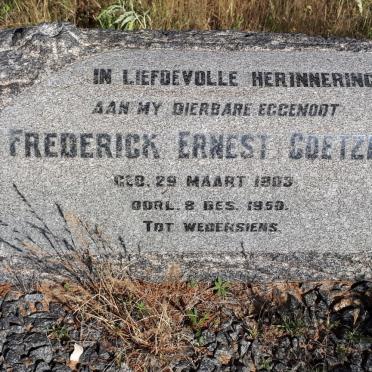 IN LIEFDEVOLLE HERINNERING
AAN MY DIERBARE EGGENOOT
FREDERICK ERNEST COETZE
GEB. 29 MAART 1903
OORL. 8 DES. 1950.
TOT WEDERSIENS.